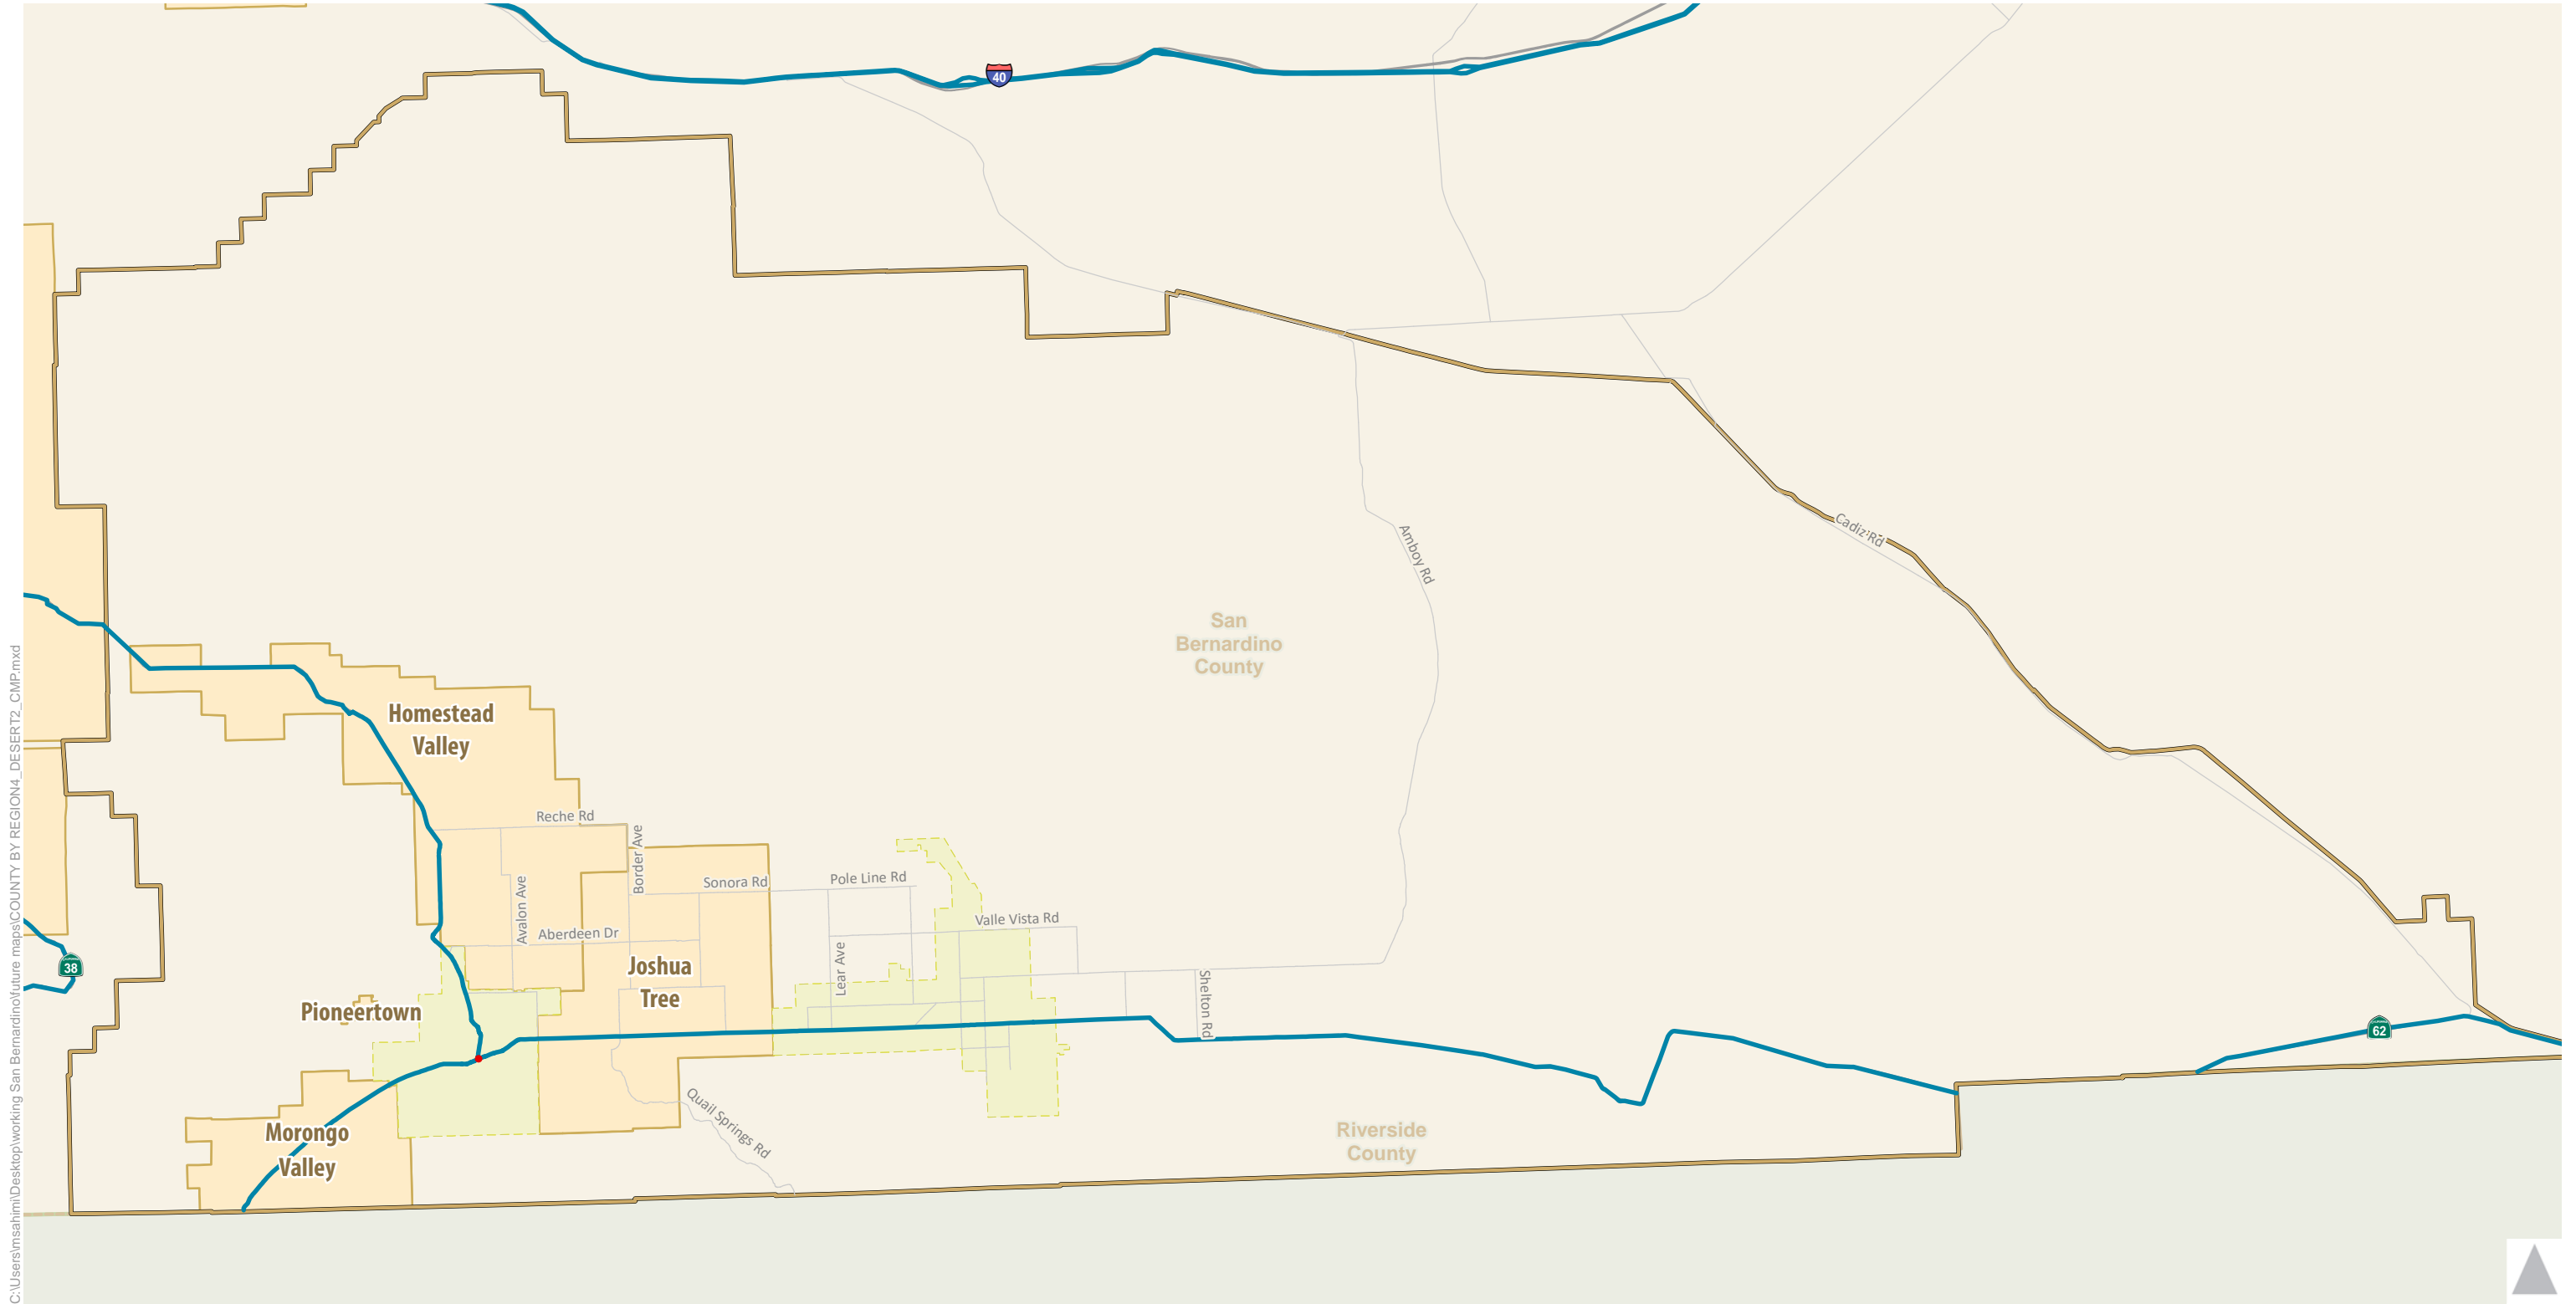 40
Cadiz Rd
Amboy Rd
San
Bernardino
County
Homestead
Valley
Reche Rd
Border Ave
Avalon Ave
Sonora Rd
Pole Line Rd
Valle Vista Rd
Aberdeen Dr
Lear Ave
Joshua
Tree
38
Shelton Rd
Pioneertown
62
Quail Springs Rd
Morongo
Valley
Riverside
County
C:\Users\msahimi\Desktop\working San Bernardino\future maps\COUNTY BY REGION4_DESERT2_CMP.mxd